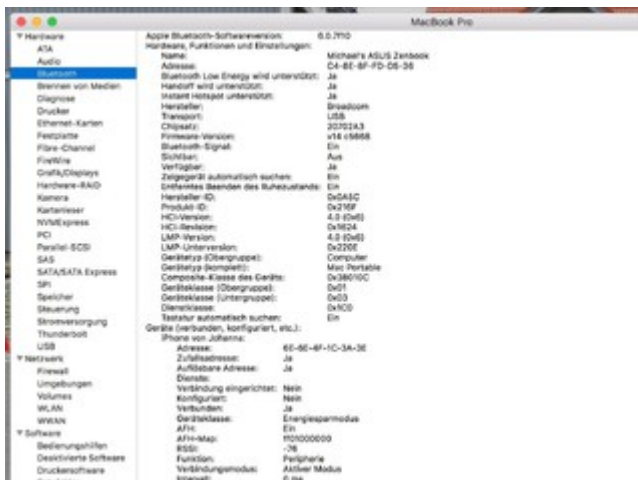 MacBook Pro
Hardware
ATA
Audio
Bluetooth
Brennen von Medien
Diagnose
Drucker
Ethernet-Karten
Festplatte
Fibre-Channel
FireWire
Grafik/Displays
Hardware-RAID
Kamera
Kartenleser
NVMExpress
PCI
Parallel-SCSI
SAS
SATA/SATA Express
SPI
Speicher
Steuerung
Stromversorgung
Thunderbolt
USB
Netzwerk
Firewall
Umgebungen
Volumes
WLAN
WWAN
Software
Bedienungshilfen
Deaktivierte Software
Druckersoftware
Apple Bluetooth-Softwareversion: 6.0.7f10
Hardware, Funktionen und Einstellungen:
Name: Michael's ASUS Zenbook
Adresse: C4-8E-8F-FD-D5-36
Bluetooth Low Energy wird unterstützt: Ja
Handoff wird unterstützt: Ja
Instant Hotspot unterstützt: Ja
Hersteller: Broadcom
Transport: USB
Chipsatz: 20702A3
Firmware-Version: v14 c5668
Bluetooth-Signal: Ein
Sichtbar: Aus
Verfügbar: Ja
Zeigegerät automatisch suchen: Ein
Entferntes Beenden des Ruhezustands: Ein
Hersteller-ID: 0x0A5C
Produkt-ID: 0x216F
HCI-Version: 4.0 (0x6)
HCI-Revision: 0x1624
LMP-Version: 4.0 (0x6)
LMP-Unterversion: 0x220E
Gerätetyp (Obergruppe): Computer
Gerätetyp (komplett): Mac Portable
Composite-Klasse des Geräts: 0x38010C
Geräteklasse (Obergruppe): 0x01
Geräteklasse (Untergruppe): 0x03
Dienstklasse: 0x1C0
Tastatur automatisch suchen: Ein
Geräte (verbunden, konfiguriert, etc.):
iPhone von Johanna:
Adresse: 6E-6E-4F-1C-3A-3E
Zufallsadresse: Ja
Auflösbare Adresse: Ja
Dienste:
Verbindung eingerichtet: Nein
Konfiguriert: Nein
Verbunden: Ja
Geräteklasse: Energiesparmodus
AFH: Ein
AFH-Map: ff01000000
RSSI: -76
Funktion: Peripherie
Verbindungsmodus: Aktiver Modus
Intervall: 0 ms